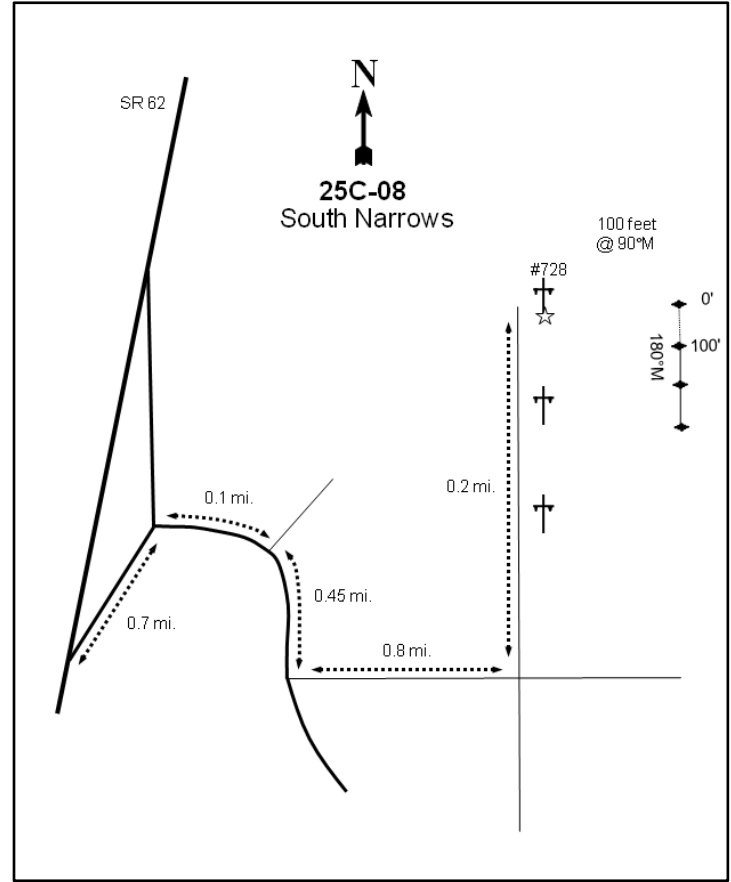 N
SR 62
25C-08
South Narrows
100 feet
@ 90°M
#728
0'
100'
180°M
0.2 mi.
0.1 mi.
0.45 mi.
0.7 mi.
0.8 mi.